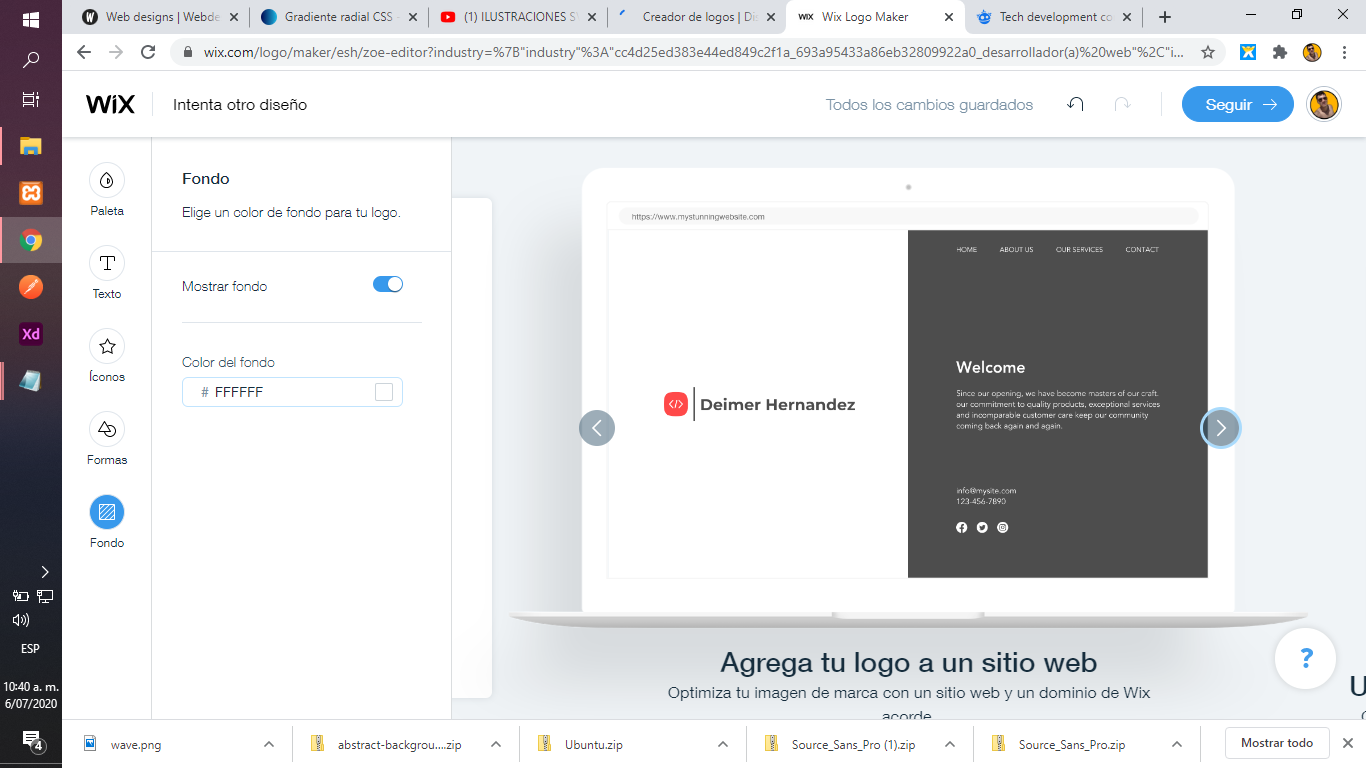 Web designs | Webde
Gradiente radial CSS
(1) ILUSTRACIONES
Creador de logos | Di
WiX
Wix Logo Maker
Tech development co
wix.com/logo/maker/esh/zoe-editor?industry=%7B"industry"%3A"cc4d25ed383e44ed849c2f1a_693a95433a86eb32809922a0_desarrollador(a)%20web"%2C"i...
WiX
Intenta otro diseño
Todos los cambios guardados
Seguir
Paleta
Texto
Íconos
Formas
Fondo
Fondo
Elige un color de fondo para tu logo.
Mostrar fondo
Color del fondo
# FFFFFF
https://www.mystunningwebsite.com
HOME
ABOUT US
OUR SERVICES
CONTACT
</> Deimer Hernandez
Welcome
Since our opening, we have become masters of our craft.
our commitment to quality products, exceptional services
and incomparable customer care keep our community
coming back again and again.
info@mysite.com
123-456-7890
Agrega tu logo a un sitio web
Optimiza tu imagen de marca con un sitio web y un dominio de Wix
acorde
U
?
Xd
ESP
10:40 a. m.
6/07/2020
4
wave.png
abstract-backgrou....zip
Ubuntu.zip
Source_Sans_Pro (1).zip
Source_Sans_Pro.zip
Mostrar todo